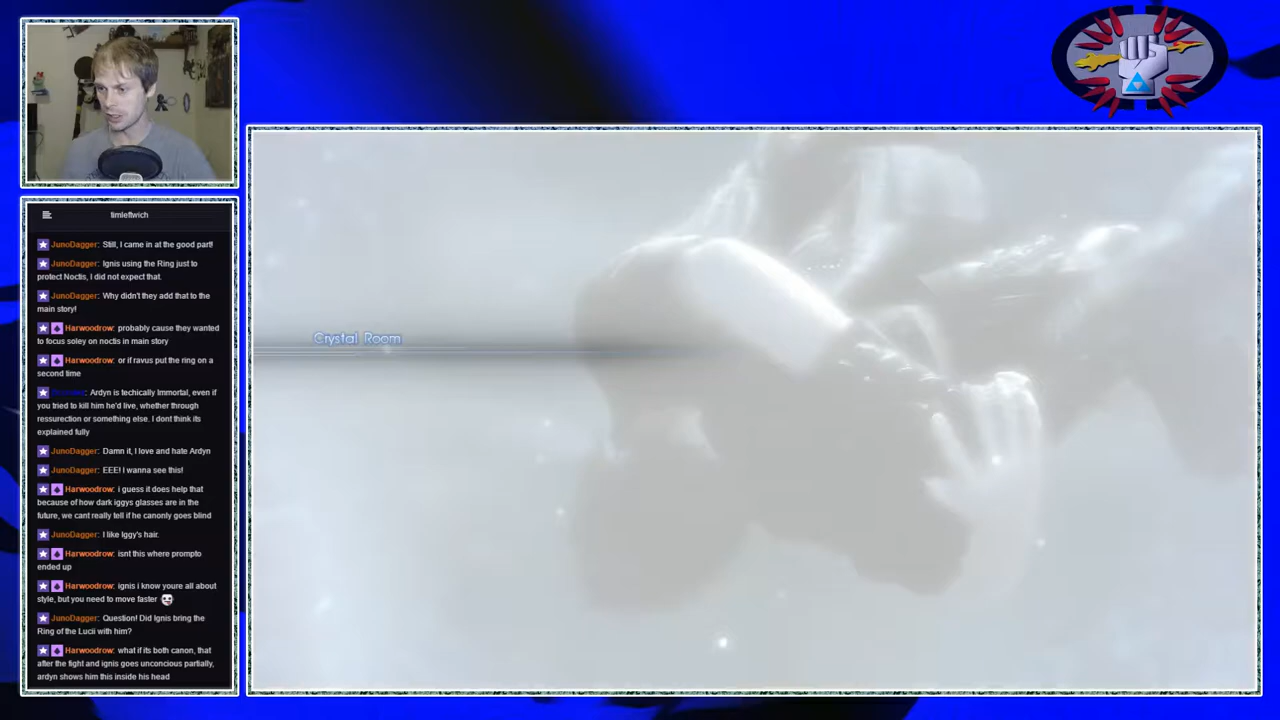 timleftwich
JunoDagger: Still, I came in at the good part!
JunoDagger: Ignis using the Ring just to
protect Noctis, I did not expect that.
JunoDagger: Why didn't they add that to the
main story!
Harwoodrow: probably cause they wanted
to focus soley on noctis in main story
Harwoodrow: or if ravus put the ring on a
second time
: Ardyn is techically Immortal, even if
you tried to kill him he'd live, whether through
ressurection or something else. I dont think its
explained fully
JunoDagger: Damn it, I love and hate Ardyn
JunoDagger: EEE! I wanna see this!
Harwoodrow: i guess it does help that
because of how dark iggys glasses are in the
future, we cant really tell if he canonly goes blind
JunoDagger: I like Iggy's hair.
Harwoodrow: isnt this where prompto
ended up
Harwoodrow: ignis i know youre all about
style, but you need to move faster
JunoDagger: Question! Did Ignis bring the
Ring of the Lucii with him?
Harwoodrow: what if its both canon, that
after the fight and ignis goes unconcious partially,
ardyn shows him this inside his head
Crystal Room